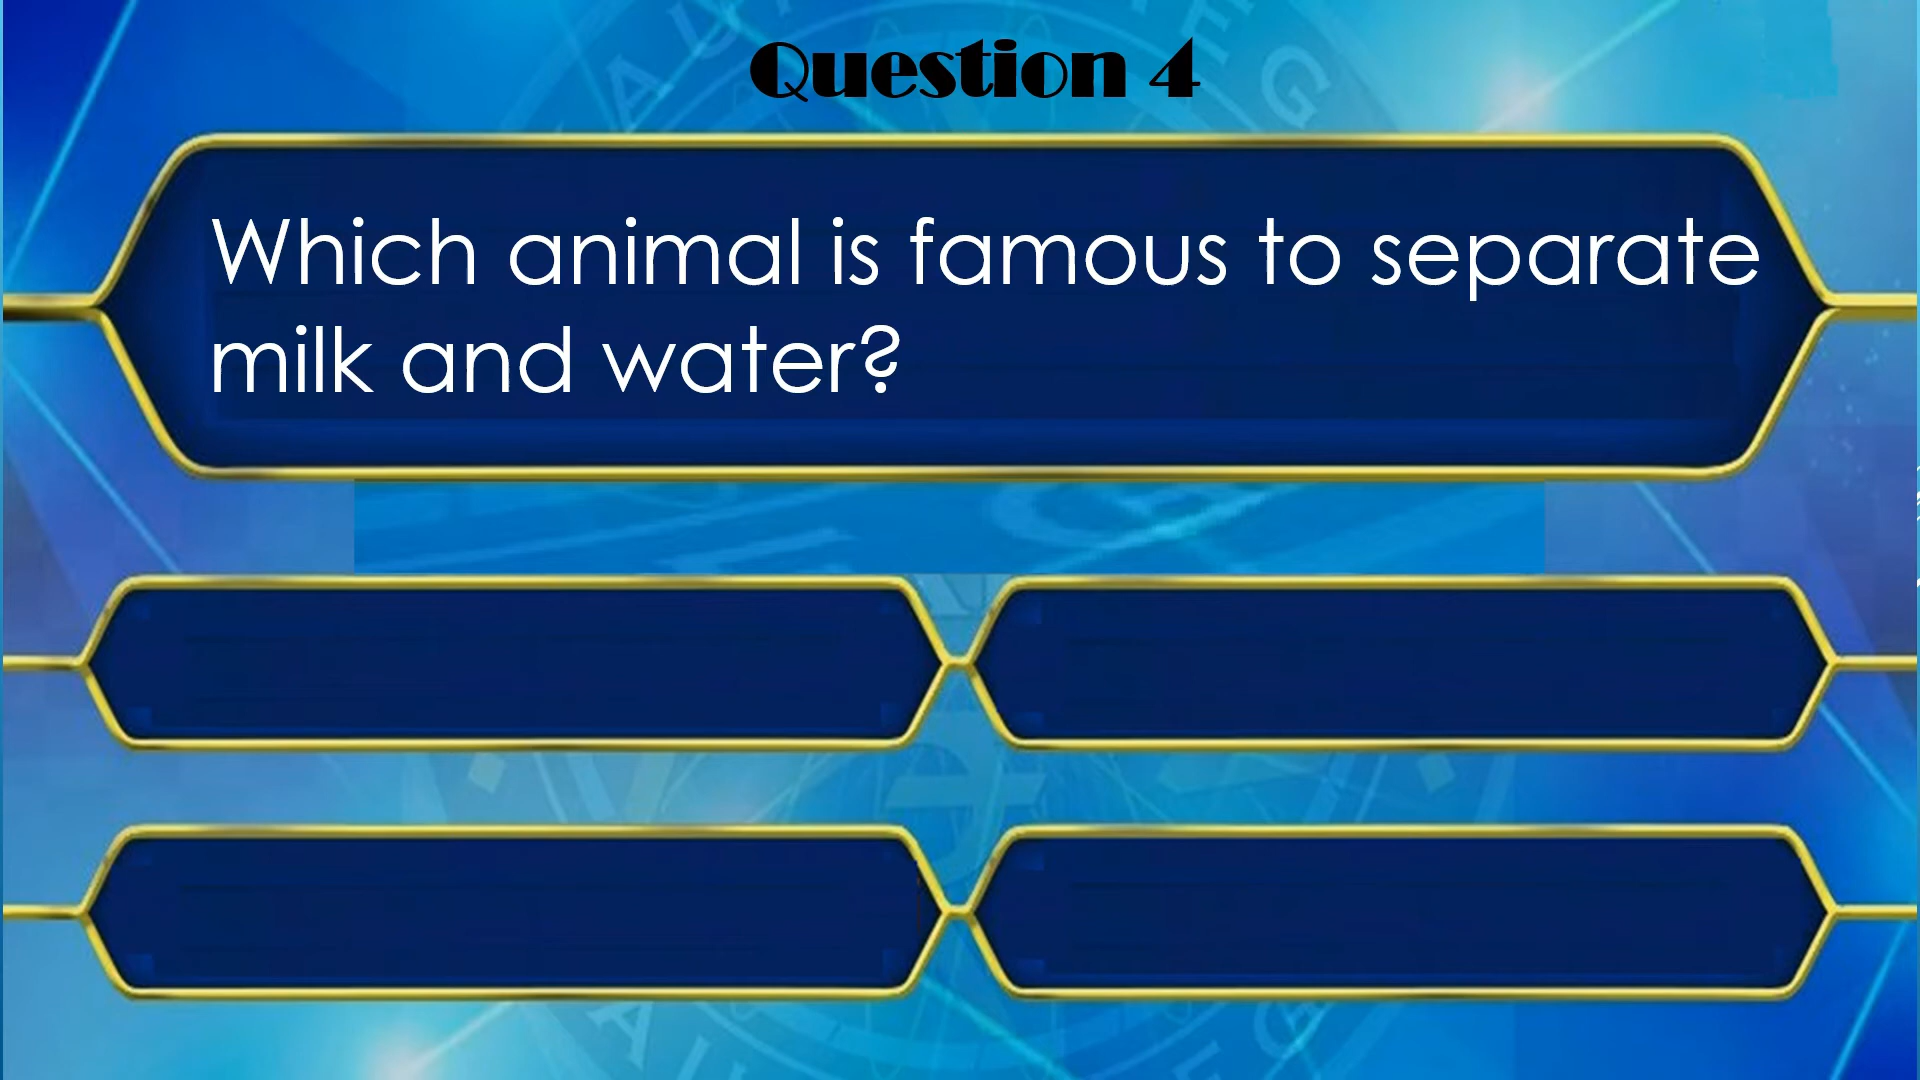 Question 4
Which animal is famous to separate
milk and water?